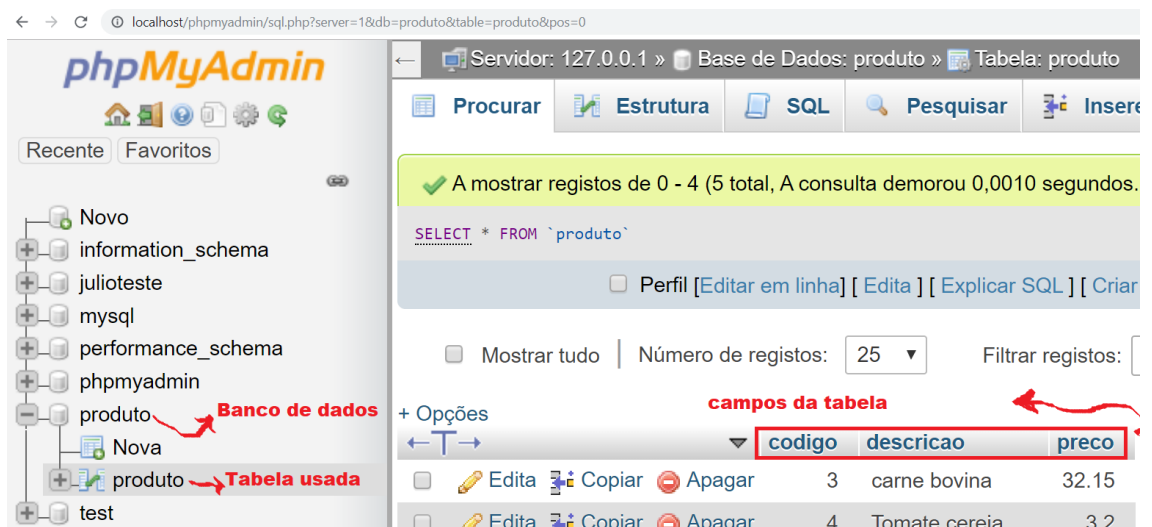 localhost/phpmyadmin/sql.php?server=1&db=produto&table=produto&pos=0
phpMyAdmin
Recente Favoritos
Novo
information_schema
julioteste
mysql
performance_schema
phpmyadmin
produto Banco de dados
Nova
produto Tabela usada
test
Servidor: 127.0.0.1 » Base de Dados: produto » Tabela: produto
Procurar Estrutura SQL Pesquisar Insere
A mostrar registos de 0 - 4 (5 total, A consulta demorou 0,0010 segundos.
SELECT * FROM `produto`
Perfil [Editar em linha] [ Edita ] [ Explicar SQL ] [ Criar
Mostrar tudo Número de registos: 25 Filtrar registos:
campos da tabela
+ Opções
←T→ codigo descricao preco
Edita Copiar Apagar 3 carne bovina 32.15
Edita Copiar Apagar 4 Tomate cereja 3.2